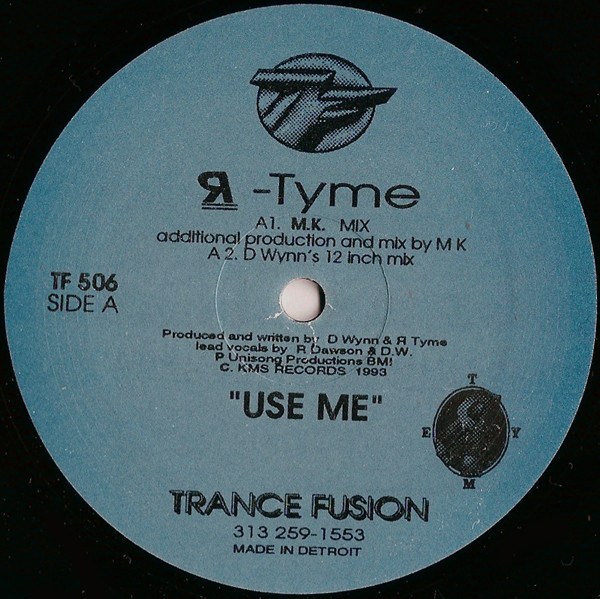 Я -Tyme
A1. M.K. MIX
additional production and mix by M K
A 2. D Wynn's 12 inch mix
TF 506
SIDE A
Produced and written by D Wynn & Я Tyme
lead vocals by R Dawson & D.W.
P Unisong Productions BMI
C. KMS RECORDS 1993
"USE ME"
T
E Y
M
TRANCE FUSION
313 259-1553
MADE IN DETROIT